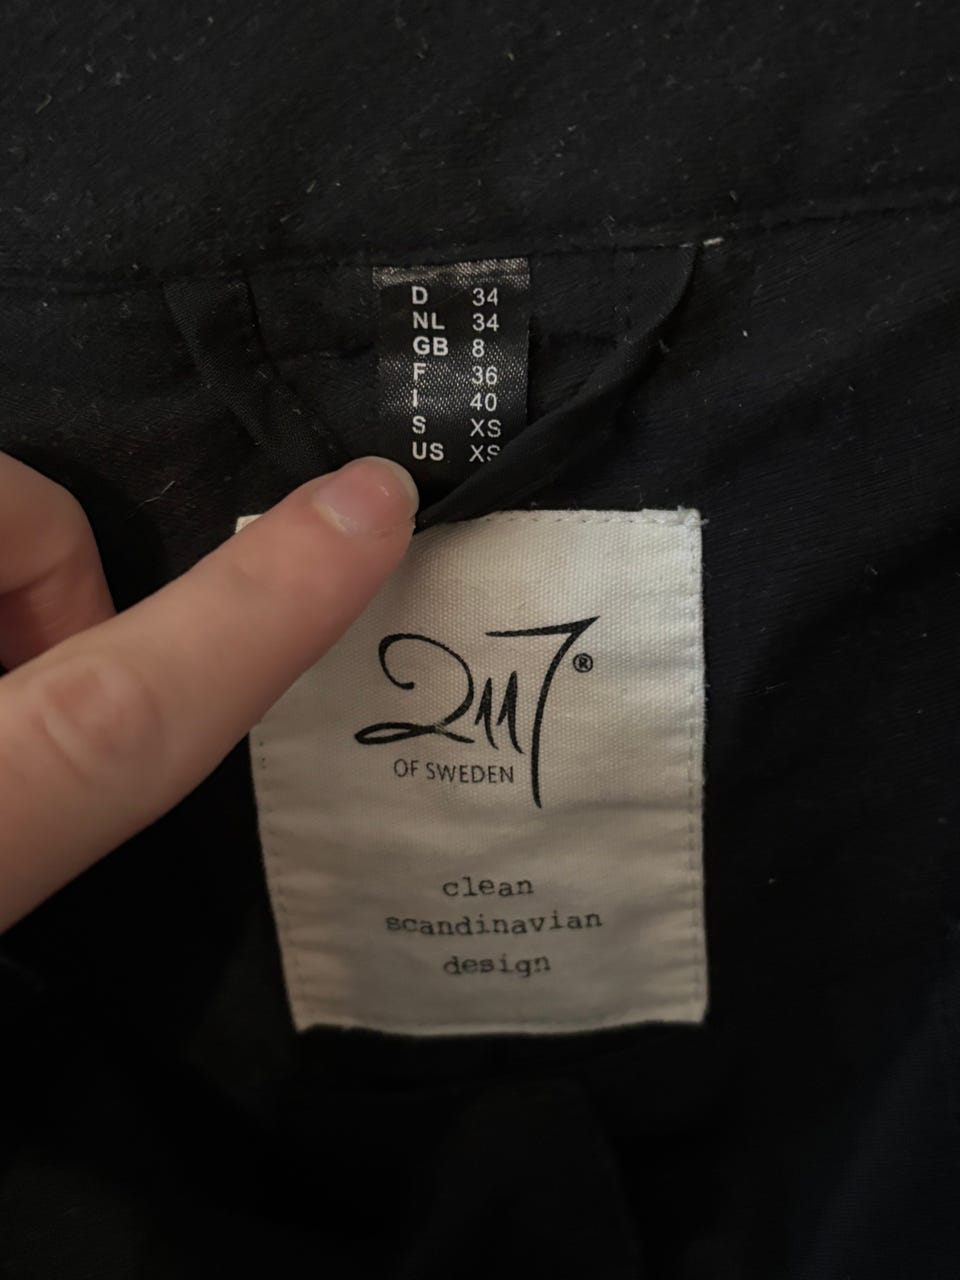 D 34
NL 34
GB 8
F 36
I 40
S XS
US XS
2117®
OF SWEDEN
clean
scandinavian
design